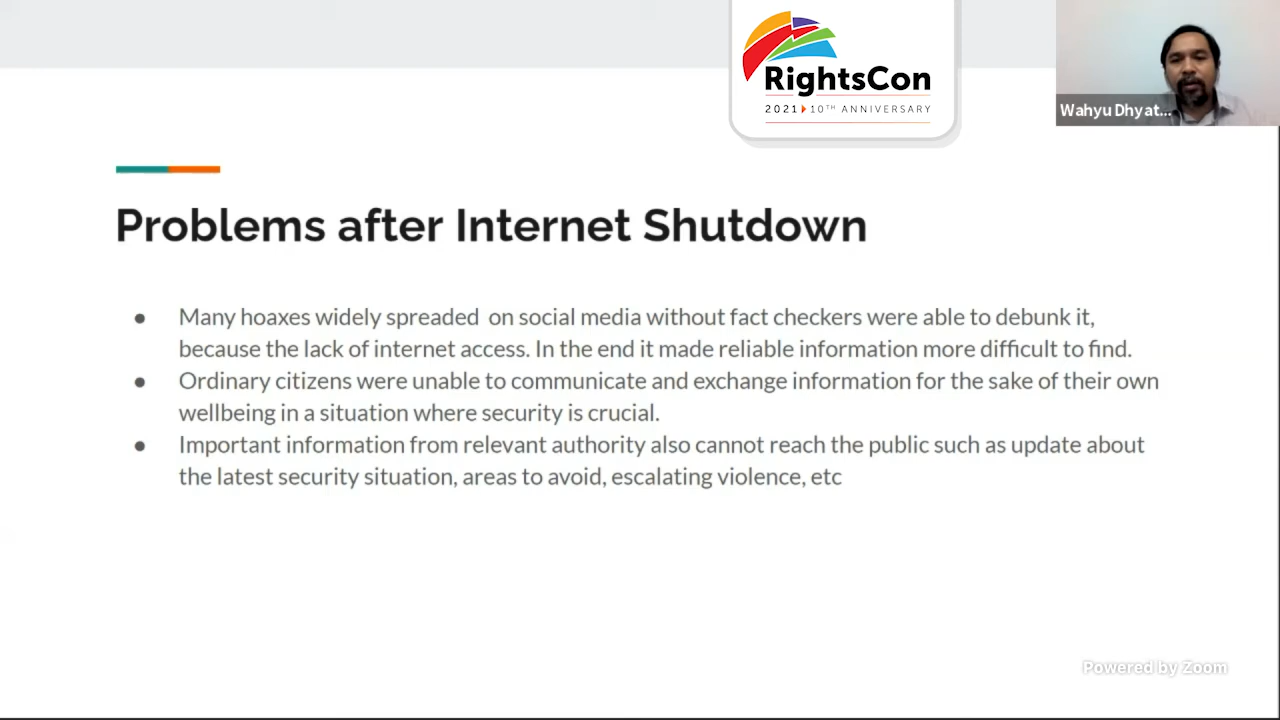 RightsCon
2021 10TH ANNIVERSARY
Wahyu Dhyat...
Problems after Internet Shutdown
● Many hoaxes widely spreaded on social media without fact checkers were able to debunk it,
because the lack of internet access. In the end it made reliable information more difficult to find.
● Ordinary citizens were unable to communicate and exchange information for the sake of their own
wellbeing in a situation where security is crucial.
● Important information from relevant authority also cannot reach the public such as update about
the latest security situation, areas to avoid, escalating violence, etc
Powered by Zoom